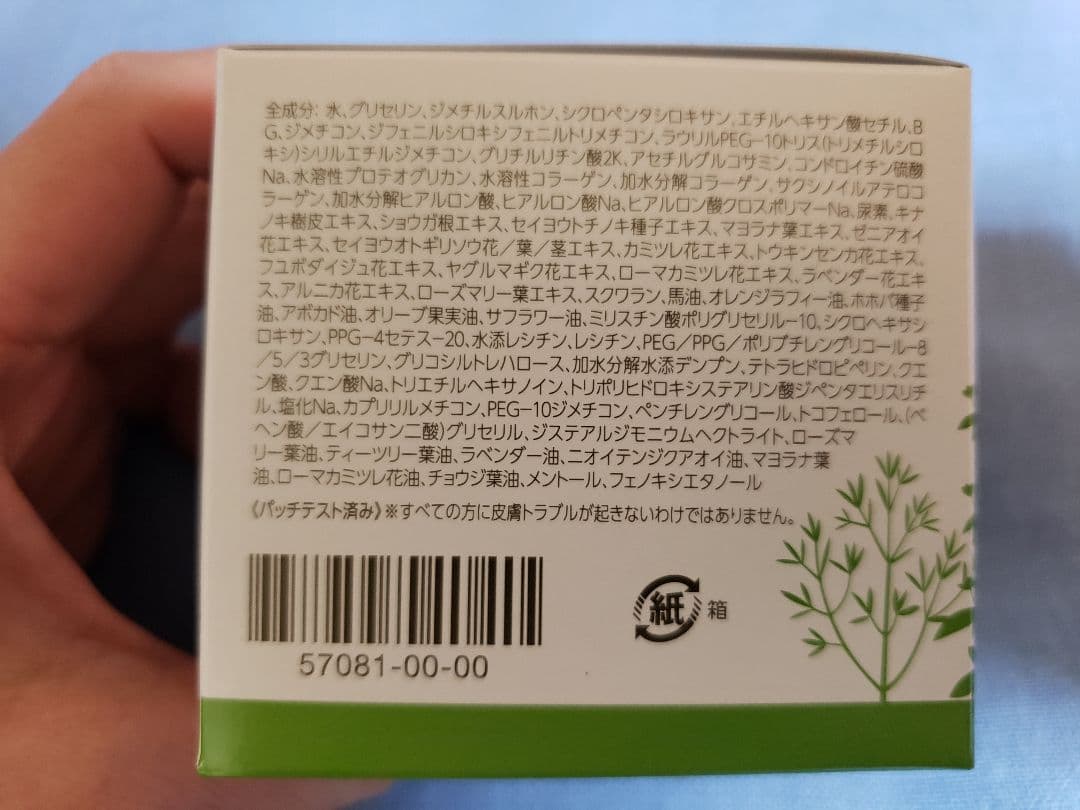 全成分：水、グリセリン、ジメチルスルホン、シクロペンタシロキサン、エチルヘキサン酸セチル、B
G、ジメチコン、ジフェニルシロキシフェニルトリメチコン、ラウリルPEG-10トリス(トリメチルシロ
キシ)シリルエチルジメチコン、グリチルリチン酸2K、アセチルグルコサミン、コンドロイチン硫酸
Na、水溶性プロテオグリカン、水溶性コラーゲン、加水分解コラーゲン、サクシノイルアテロコ
ラーゲン、加水分解ヒアルロン酸、ヒアルロン酸Na、ヒアルロン酸クロスポリマーNa、尿素、キナ
ノキ樹皮エキス、ショウガ根エキス、セイヨウトチノキ種子エキス、マヨラナ葉エキス、ゼニアオイ
花エキス、セイヨウオトギリソウ花／葉／茎エキス、カミツレ花エキス、トウキンセンカ花エキス、
フユボダイジュ花エキス、ヤグルマギク花エキス、ローマカミツレ花エキス、ラベンダー花エキ
ス、アルニカ花エキス、ローズマリー葉エキス、スクワラン、馬油、オレンジラフィー油、ホホバ種子
油、アボカド油、オリーブ果実油、サフラワー油、ミリスチン酸ポリグリセリル-10、シクロヘキサシ
ロキサン、PPG-4セテス-20、水添レシチン、レシチン、PEG／PPG／ポリブチレングリコール-8
／5／3グリセリン、グリコシルトレハロース、加水分解水添デンプン、テトラヒドロピペリン、クエ
ン酸、クエン酸Na、トリエチルヘキサノイン、トリポリヒドロキシステアリン酸ジペンタエリスリチ
ル、塩化Na、カプリリルメチコン、PEG-10ジメチコン、ペンチレングリコール、トコフェロール、(ベ
ヘン酸／エイコサン二酸)グリセリル、ジステアルジモニウムヘクトライト、ローズマ
リー葉油、ティーツリー葉油、ラベンダー油、ニオイテンジクアオイ油、マヨラナ葉
油、ローマカミツレ花油、チョウジ葉油、メントール、フェノキシエタノール
《パッチテスト済み》※すべての方に皮膚トラブルが起きないわけではありません。
紙 箱
57081-00-00